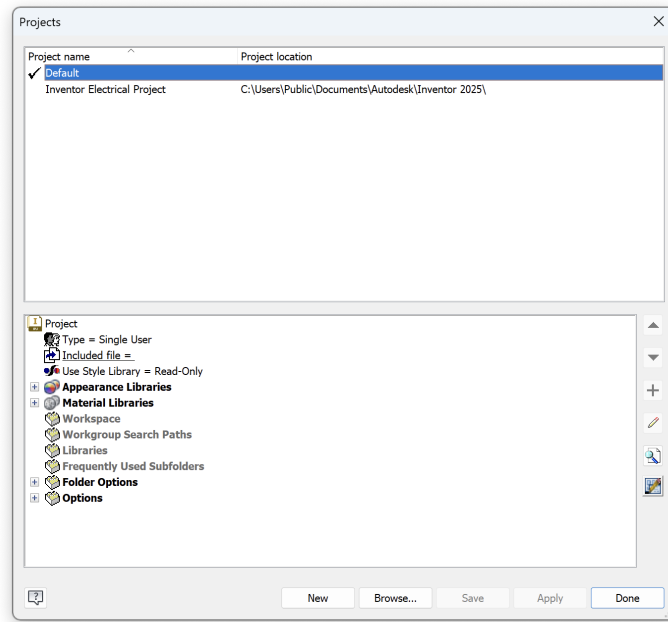 Projects
Project name Project location
Default
Inventor Electrical Project C:\Users\Public\Documents\Autodesk\Inventor 2025\
Project
Type = Single User
Included file =
Use Style Library = Read-Only
Appearance Libraries
Material Libraries
Workspace
Workgroup Search Paths
Libraries
Frequently Used Subfolders
Folder Options
Options
New Browse... Save Apply Done